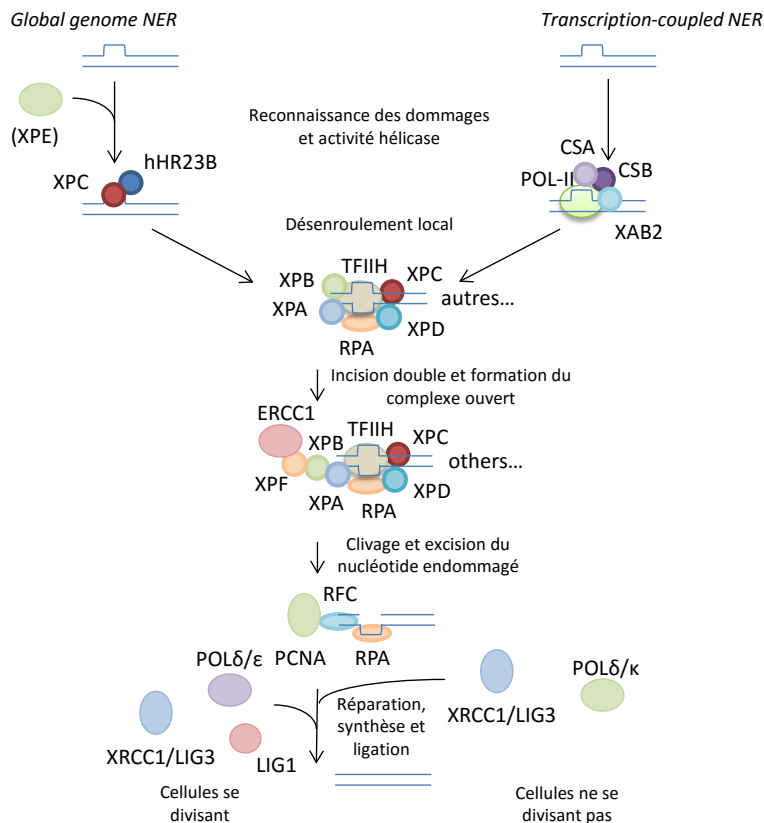 Global genome NER
Transcription-coupled NER
(XPE)
Reconnaissance des dommages
et activité hélicase
hHR23B
XPC
CSA
CSB
POL-II
XAB2
Désenroulement local
TFIIH
XPB
XPC
XPA
autres...
XPD
RPA
Incision double et formation du
complexe ouvert
ERCC1
TFIIH
XPB
XPC
others...
XPF
XPA
XPD
RPA
Clivage et excision du
nucléotide endommagé
RFC
PCNA
RPA
POLδ/ε
POLδ/κ
XRCC1/LIG3
Réparation,
synthèse et
ligation
XRCC1/LIG3
LIG1
Cellules se
divisant
Cellules ne se
divisant pas